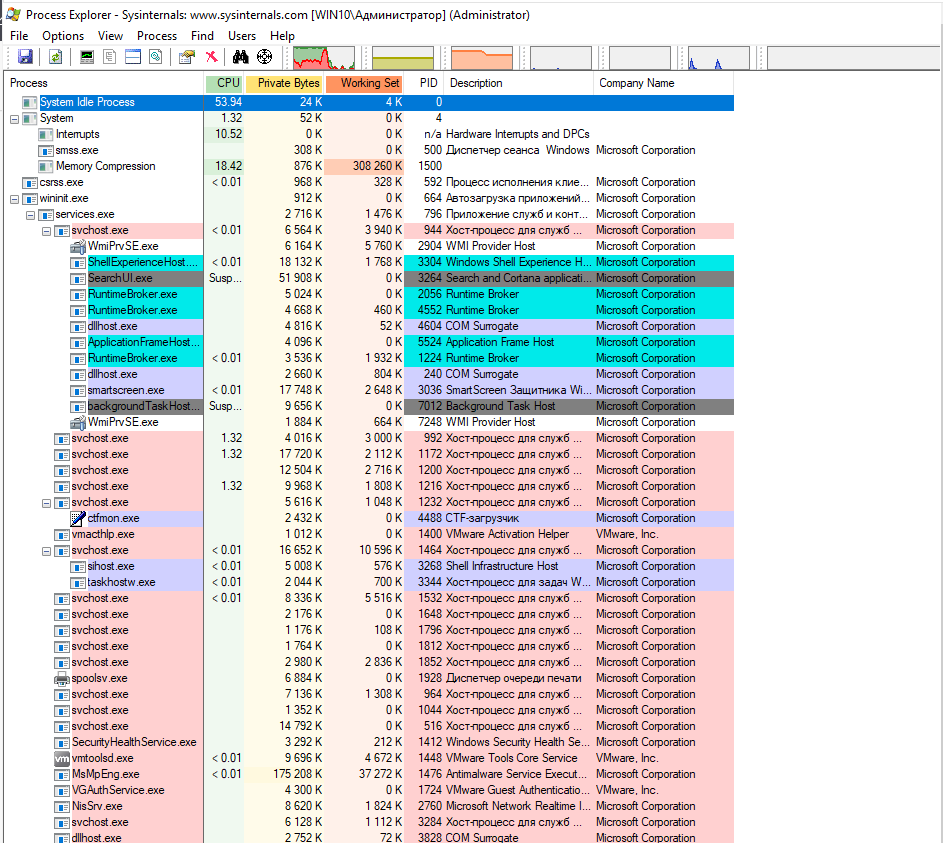 Process Explorer - Sysinternals: www.sysinternals.com [WIN10\Администратор] (Administrator)
File Options View Process Find Users Help
Process CPU Private Bytes Working Set PID Description Company Name
System Idle Process 53.94 24 K 4 K 0
System 1.32 52 K 0 K 4
Interrupts 10.52 0 K 0 K n/a Hardware Interrupts and DPCs
smss.exe 308 K 0 K 500 Диспетчер сеанса Windows Microsoft Corporation
Memory Compression 18.42 876 K 308 260 K 1500
csrss.exe < 0.01 968 K 328 K 592 Процесс исполнения клие... Microsoft Corporation
wininit.exe 912 K 0 K 664 Автозагрузка приложений... Microsoft Corporation
services.exe 2 716 K 1 476 K 796 Приложение служб и конт... Microsoft Corporation
svchost.exe < 0.01 6 564 K 3 940 K 944 Хост-процесс для служб ... Microsoft Corporation
WmiPrvSE.exe 6 164 K 5 760 K 2904 WMI Provider Host Microsoft Corporation
ShellExperienceHost.... < 0.01 18 132 K 1 768 K 3304 Windows Shell Experience H... Microsoft Corporation
SearchUI.exe Susp... 51 908 K 0 K 3264 Search and Cortana applicati... Microsoft Corporation
RuntimeBroker.exe 5 024 K 0 K 2056 Runtime Broker Microsoft Corporation
RuntimeBroker.exe 4 668 K 460 K 4552 Runtime Broker Microsoft Corporation
dllhost.exe 4 816 K 52 K 4604 COM Surrogate Microsoft Corporation
ApplicationFrameHost... 4 096 K 0 K 5524 Application Frame Host Microsoft Corporation
RuntimeBroker.exe < 0.01 3 536 K 1 932 K 1224 Runtime Broker Microsoft Corporation
dllhost.exe 2 660 K 804 K 240 COM Surrogate Microsoft Corporation
smartscreen.exe < 0.01 17 748 K 2 648 K 3036 SmartScreen Защитника Wi... Microsoft Corporation
backgroundTaskHost... Susp... 9 656 K 0 K 7012 Background Task Host Microsoft Corporation
WmiPrvSE.exe 1 884 K 664 K 7248 WMI Provider Host Microsoft Corporation
svchost.exe 1.32 4 016 K 3 000 K 992 Хост-процесс для служб ... Microsoft Corporation
svchost.exe 1.32 17 720 K 2 112 K 1172 Хост-процесс для служб ... Microsoft Corporation
svchost.exe 12 504 K 2 716 K 1200 Хост-процесс для служб ... Microsoft Corporation
svchost.exe 1.32 9 968 K 1 808 K 1216 Хост-процесс для служб ... Microsoft Corporation
svchost.exe 5 616 K 1 048 K 1232 Хост-процесс для служб ... Microsoft Corporation
ctfmon.exe 2 432 K 0 K 4488 CTF-загрузчик Microsoft Corporation
vmacthlp.exe 1 012 K 0 K 1400 VMware Activation Helper VMware, Inc.
svchost.exe < 0.01 16 652 K 10 596 K 1464 Хост-процесс для служб ... Microsoft Corporation
sihost.exe < 0.01 5 008 K 576 K 3268 Shell Infrastructure Host Microsoft Corporation
taskhostw.exe < 0.01 2 044 K 700 K 3344 Хост-процесс для задач W... Microsoft Corporation
svchost.exe < 0.01 8 336 K 5 516 K 1532 Хост-процесс для служб ... Microsoft Corporation
svchost.exe 2 176 K 0 K 1648 Хост-процесс для служб ... Microsoft Corporation
svchost.exe 1 176 K 108 K 1796 Хост-процесс для служб ... Microsoft Corporation
svchost.exe 1 764 K 0 K 1812 Хост-процесс для служб ... Microsoft Corporation
svchost.exe 2 980 K 2 836 K 1852 Хост-процесс для служб ... Microsoft Corporation
spoolsv.exe 6 884 K 0 K 1928 Диспетчер очереди печати Microsoft Corporation
svchost.exe 7 136 K 1 308 K 964 Хост-процесс для служб ... Microsoft Corporation
svchost.exe 1 352 K 0 K 1044 Хост-процесс для служб ... Microsoft Corporation
svchost.exe 14 792 K 0 K 516 Хост-процесс для служб ... Microsoft Corporation
SecurityHealthService.exe 3 292 K 212 K 1412 Windows Security Health Se... Microsoft Corporation
vm vmtoolsd.exe < 0.01 9 696 K 4 672 K 1448 VMware Tools Core Service VMware, Inc.
MsMpEng.exe < 0.01 175 208 K 37 272 K 1476 Antimalware Service Execut... Microsoft Corporation
VGAuthService.exe 4 300 K 0 K 1724 VMware Guest Authenticatio... VMware, Inc.
NisSrv.exe 8 620 K 1 824 K 2760 Microsoft Network Realtime I... Microsoft Corporation
svchost.exe 6 128 K 1 112 K 3284 Хост-процесс для служб ... Microsoft Corporation
dllhost.exe 2 752 K 72 K 3828 COM Surrogate Microsoft Corporation